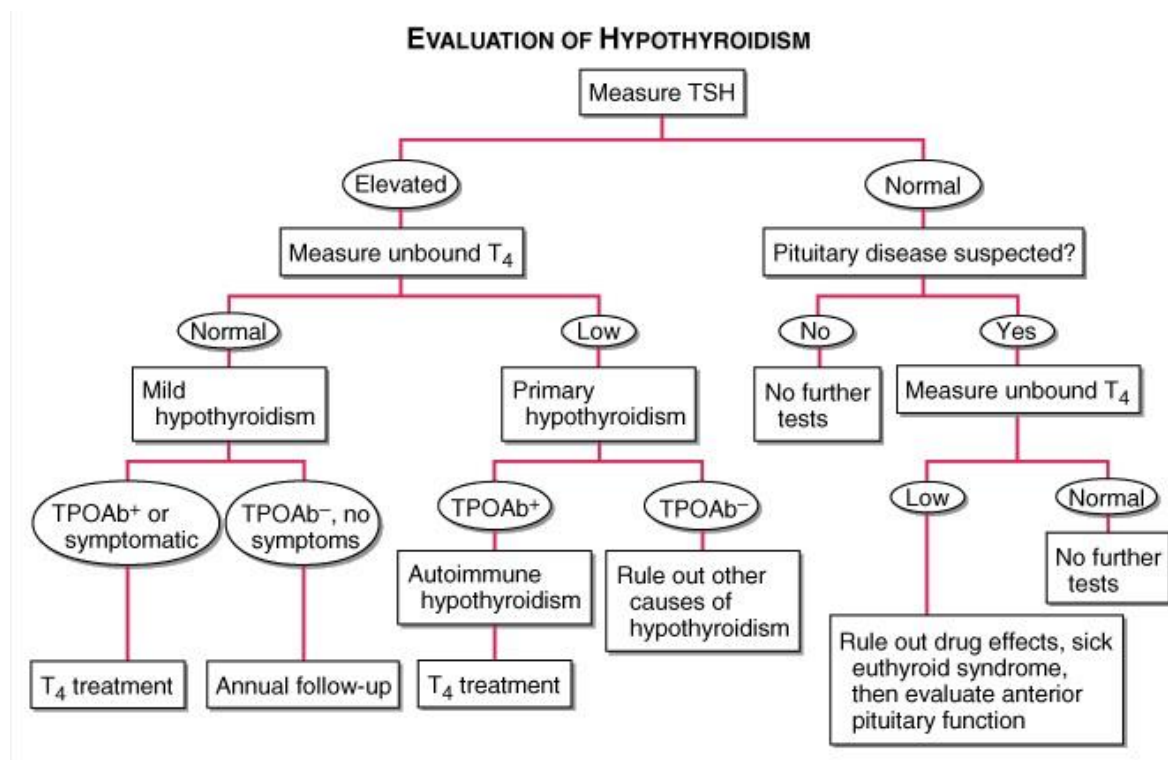 EVALUATION OF HYPOTHYROIDISM
Measure TSH
Elevated
Normal
Measure unbound T4
Pituitary disease suspected?
Normal
Low
No
Yes
Mild
hypothyroidism
Primary
hypothyroidism
No further
tests
Measure unbound T4
TPOAb+ or
symptomatic
TPOAb–, no
symptoms
TPOAb+
TPOAb–
Low
Normal
Autoimmune
hypothyroidism
Rule out other
causes of
hypothyroidism
No further
tests
T4 treatment
Annual follow-up
T4 treatment
Rule out drug effects, sick
euthyroid syndrome,
then evaluate anterior
pituitary function